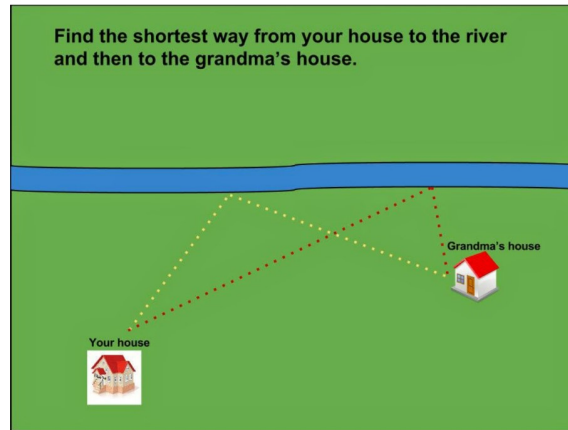 Find the shortest way from your house to the river
and then to the grandma's house.
Grandma's house
Your house